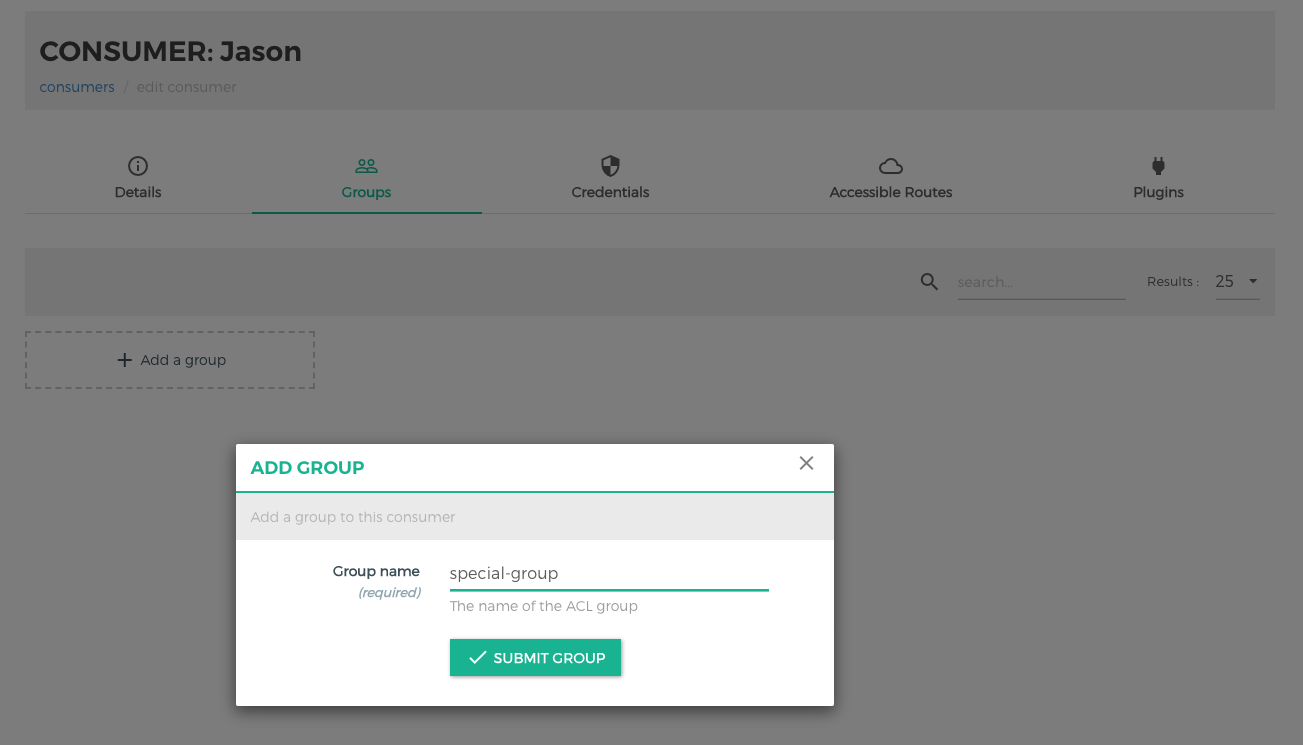 CONSUMER: Jason
consumers / edit consumer
Details Groups Credentials Accessible Routes Plugins
search... Results : 25
Add a group
ADD GROUP
Add a group to this consumer
Group name special-group
(required)
The name of the ACL group
SUBMIT GROUP